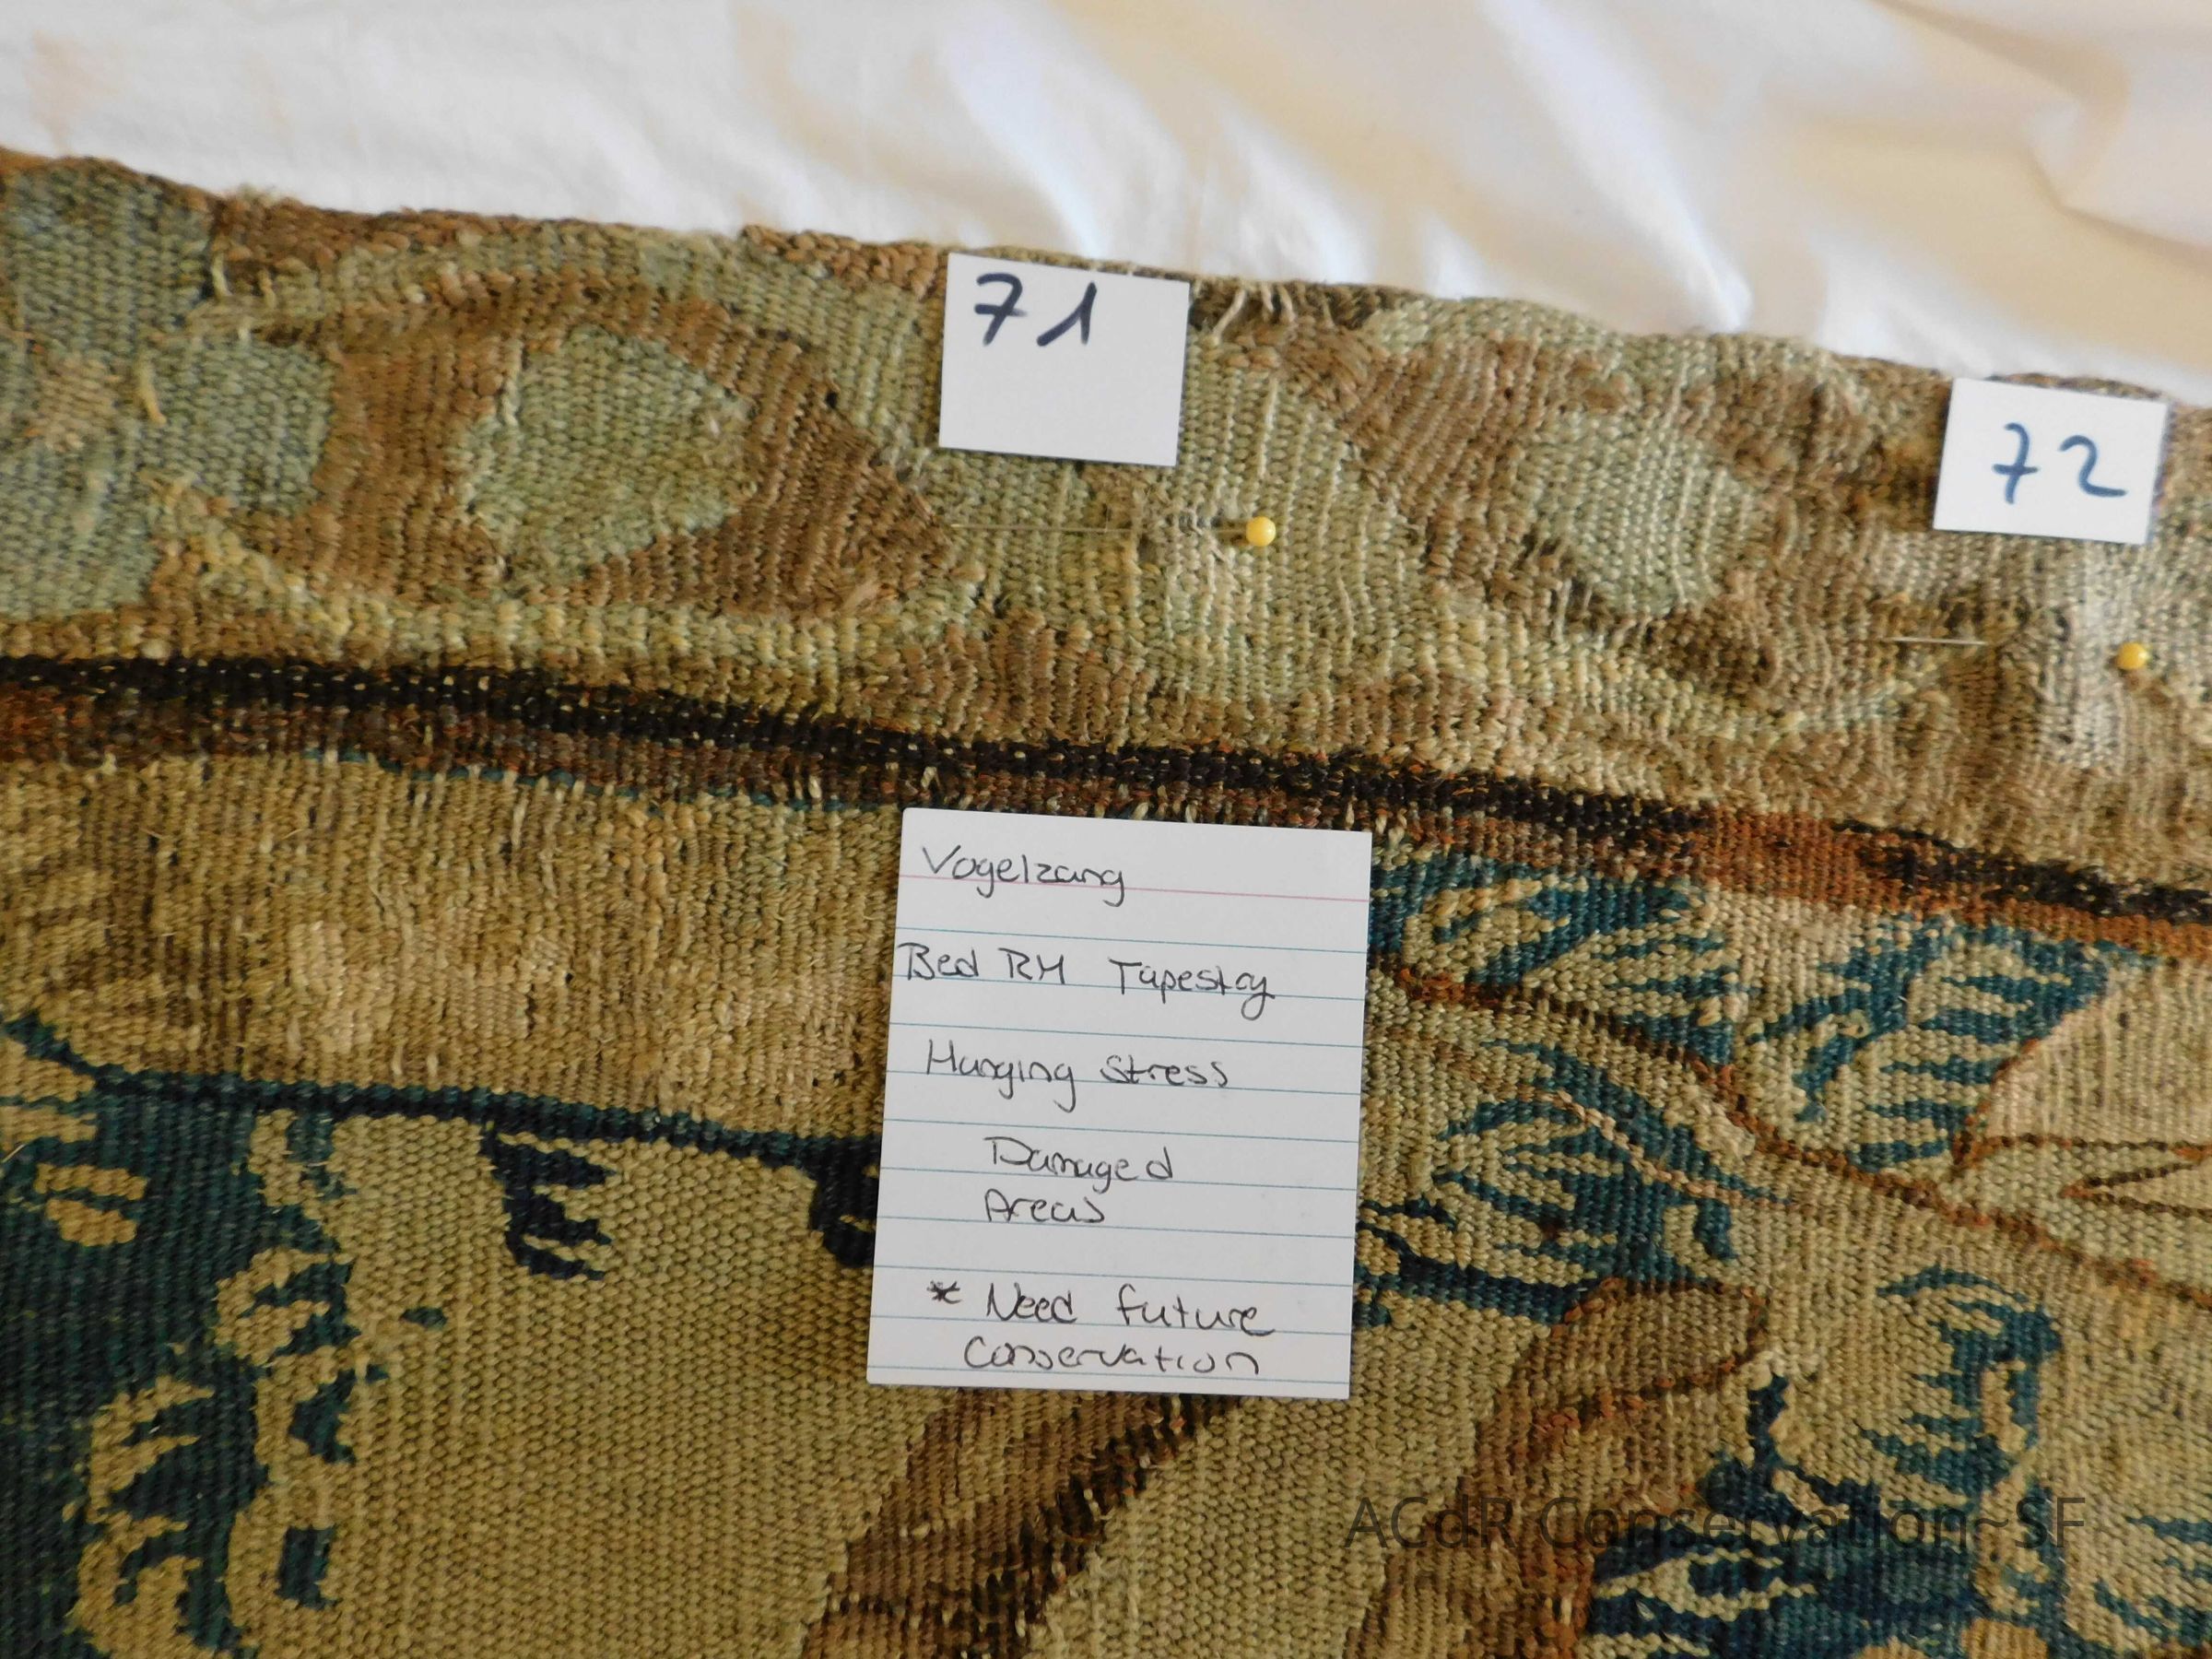 71
72
Vogelzang
Bed RM Tapestry
Hanging Stress
Damaged
Areas
* Need future
Conservation
ACdR Conservation~SF